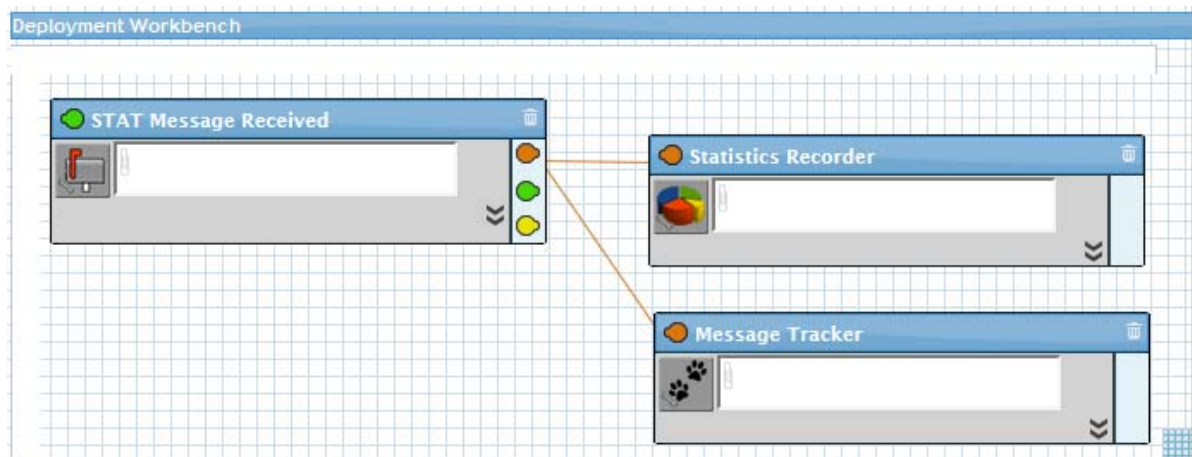 Deployment Workbench
STAT Message Received
Statistics Recorder
Message Tracker